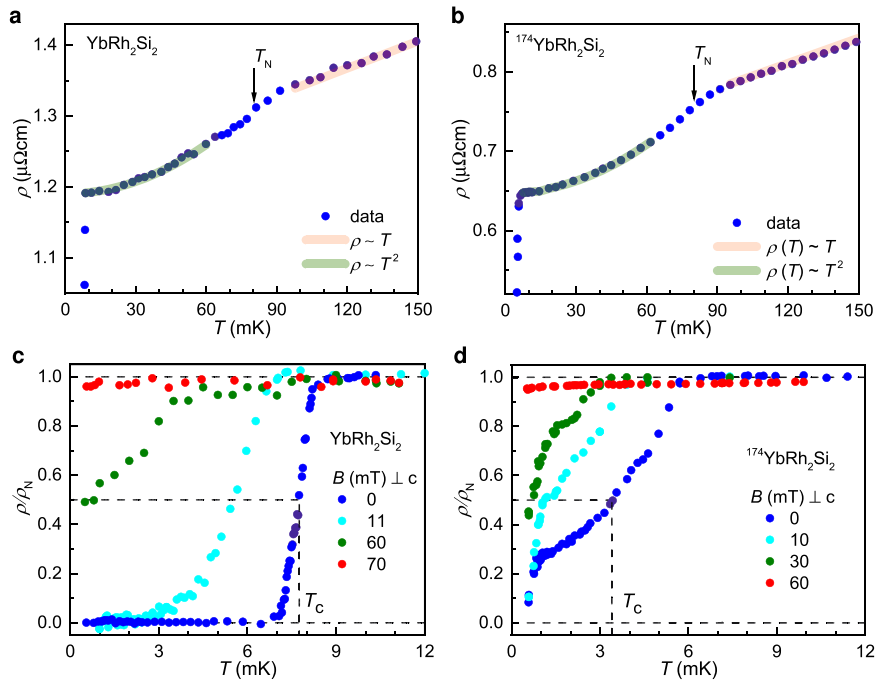 a
YbRh2Si2
TN
1.4
1.3
1.2
1.1
ρ (μΩcm)
data
ρ ~ T
ρ ~ T²
0 30 60 90 120 150
T (mK)
b
¹⁷⁴YbRh2Si2
TN
0.8
0.7
0.6
ρ (μΩcm)
data
ρ (T) ~ T
ρ (T) ~ T²
0 30 60 90 120 150
T (mK)
c
1.0
0.8
0.6
0.4
0.2
0.0
ρ/ρN
YbRh2Si2
B (mT) ⊥ c
0
11
60
70
TC
0 3 6 9 12
T (mK)
d
1.0
0.8
0.6
0.4
0.2
0.0
ρ/ρN
¹⁷⁴YbRh2Si2
B (mT) ⊥ c
0
10
30
60
TC
0 3 6 9 12
T (mK)